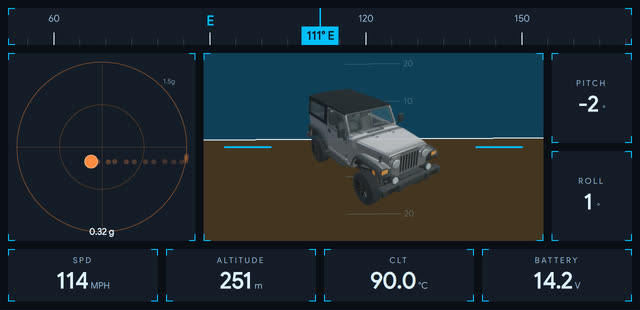 60
E
111° E
120
150
1.5g
0.32 g
20
10
20
PITCH
-2 °
ROLL
1 °
SPD
114 MPH
ALTITUDE
251 m
CLT
90.0 °C
BATTERY
14.2 V